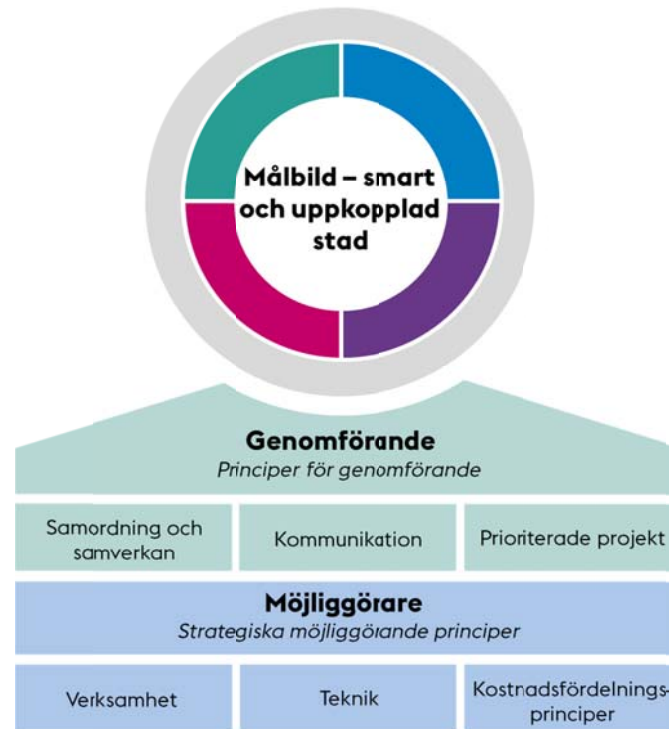 Målbild – smart
och uppkopplad
stad
Genomförande
Principer för genomförande
Samordning och
samverkan
Kommunikation
Prioriterade projekt
Möjliggörare
Strategiska möjliggörande principer
Verksamhet
Teknik
Kostnadsfördelnings-
principer